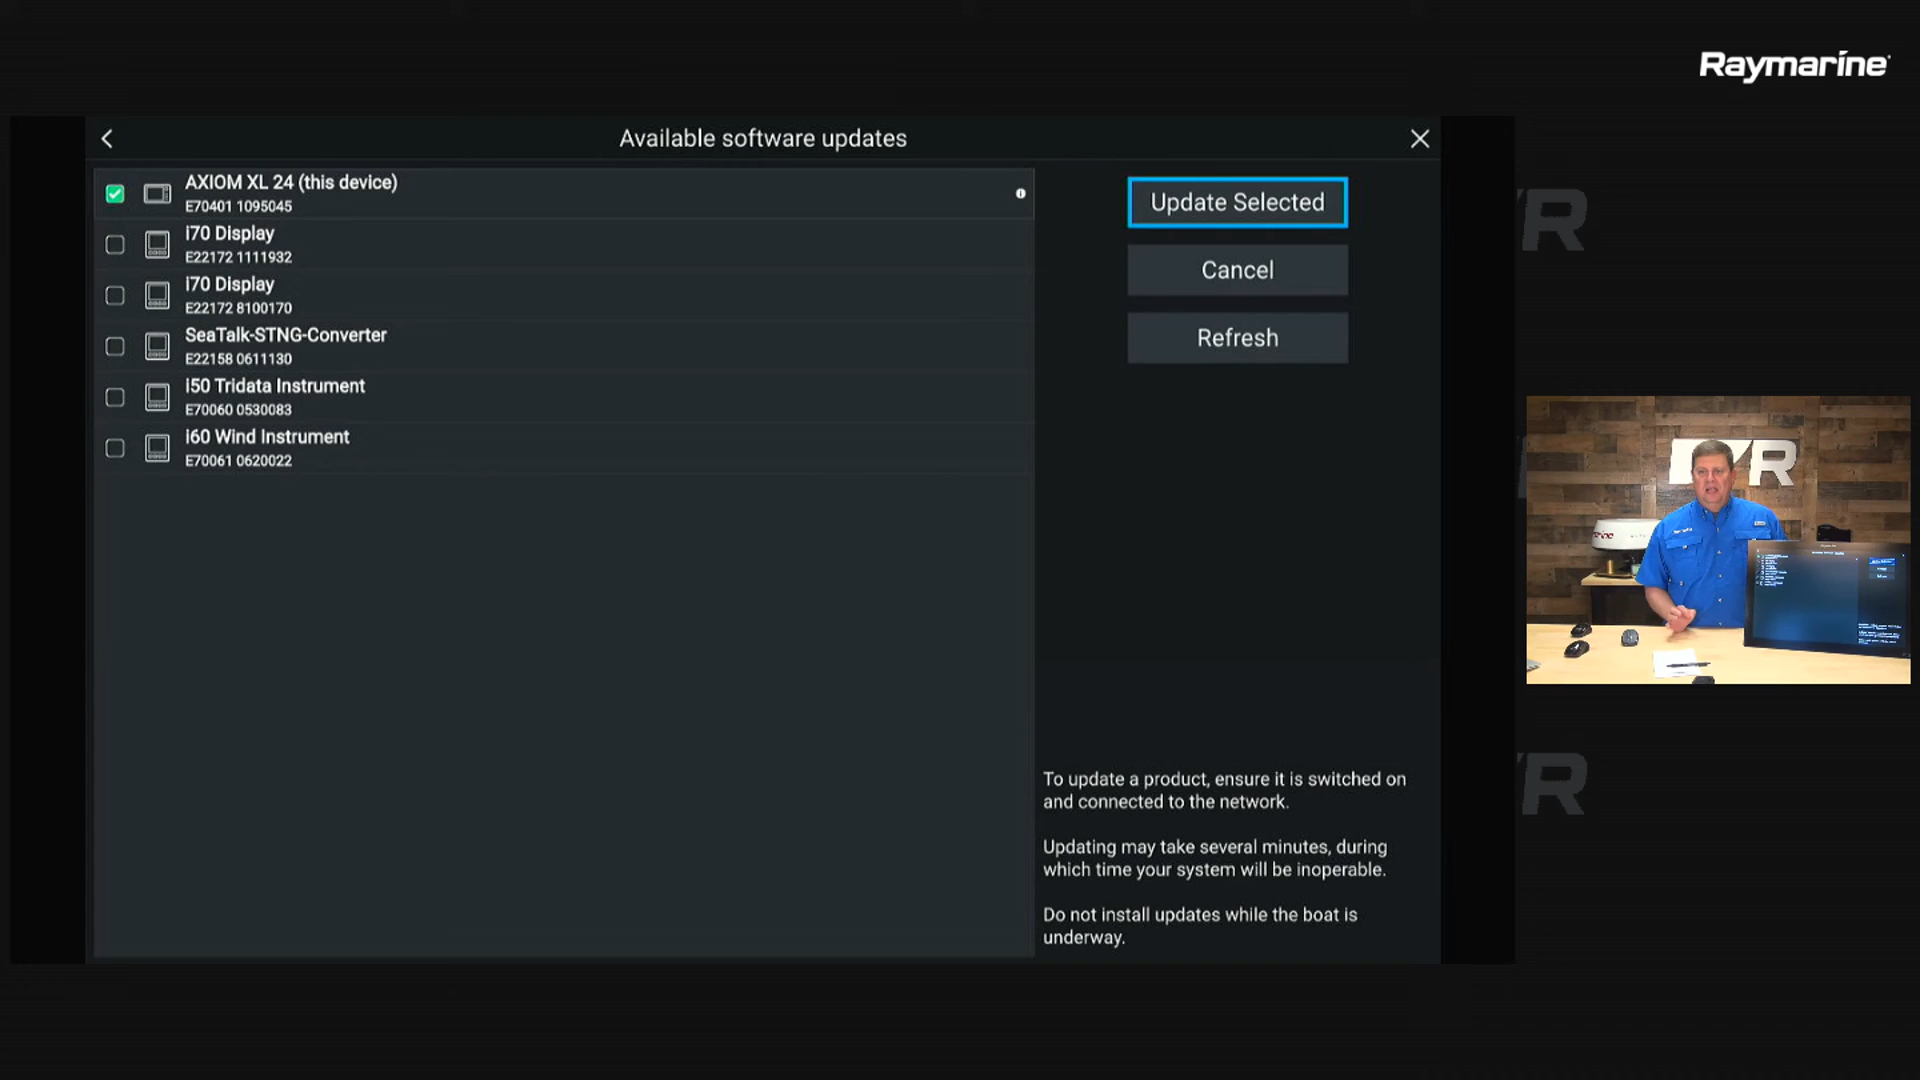 Raymarine
Available software updates
AXIOM XL 24 (this device)
E70401 1095045
i70 Display
E22172 1111932
i70 Display
E22172 8100170
SeaTalk-STNG-Converter
E22158 0611130
i50 Tridata Instrument
E70060 0530083
i60 Wind Instrument
E70061 0620022
Update Selected
Cancel
Refresh
To update a product, ensure it is switched on
and connected to the network.
Updating may take several minutes, during
which time your system will be inoperable.
Do not install updates while the boat is
underway.